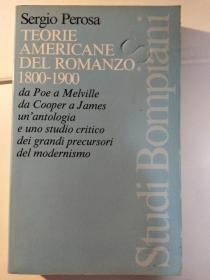 Sergio Perosa
TEORIE
AMERICANE
DEL ROMANZO
1800-1900
da Poe a Melville
da Cooper a James
un'antologia
e uno studio critico
dei grandi precursori
del modernismo
Studi Bompiani